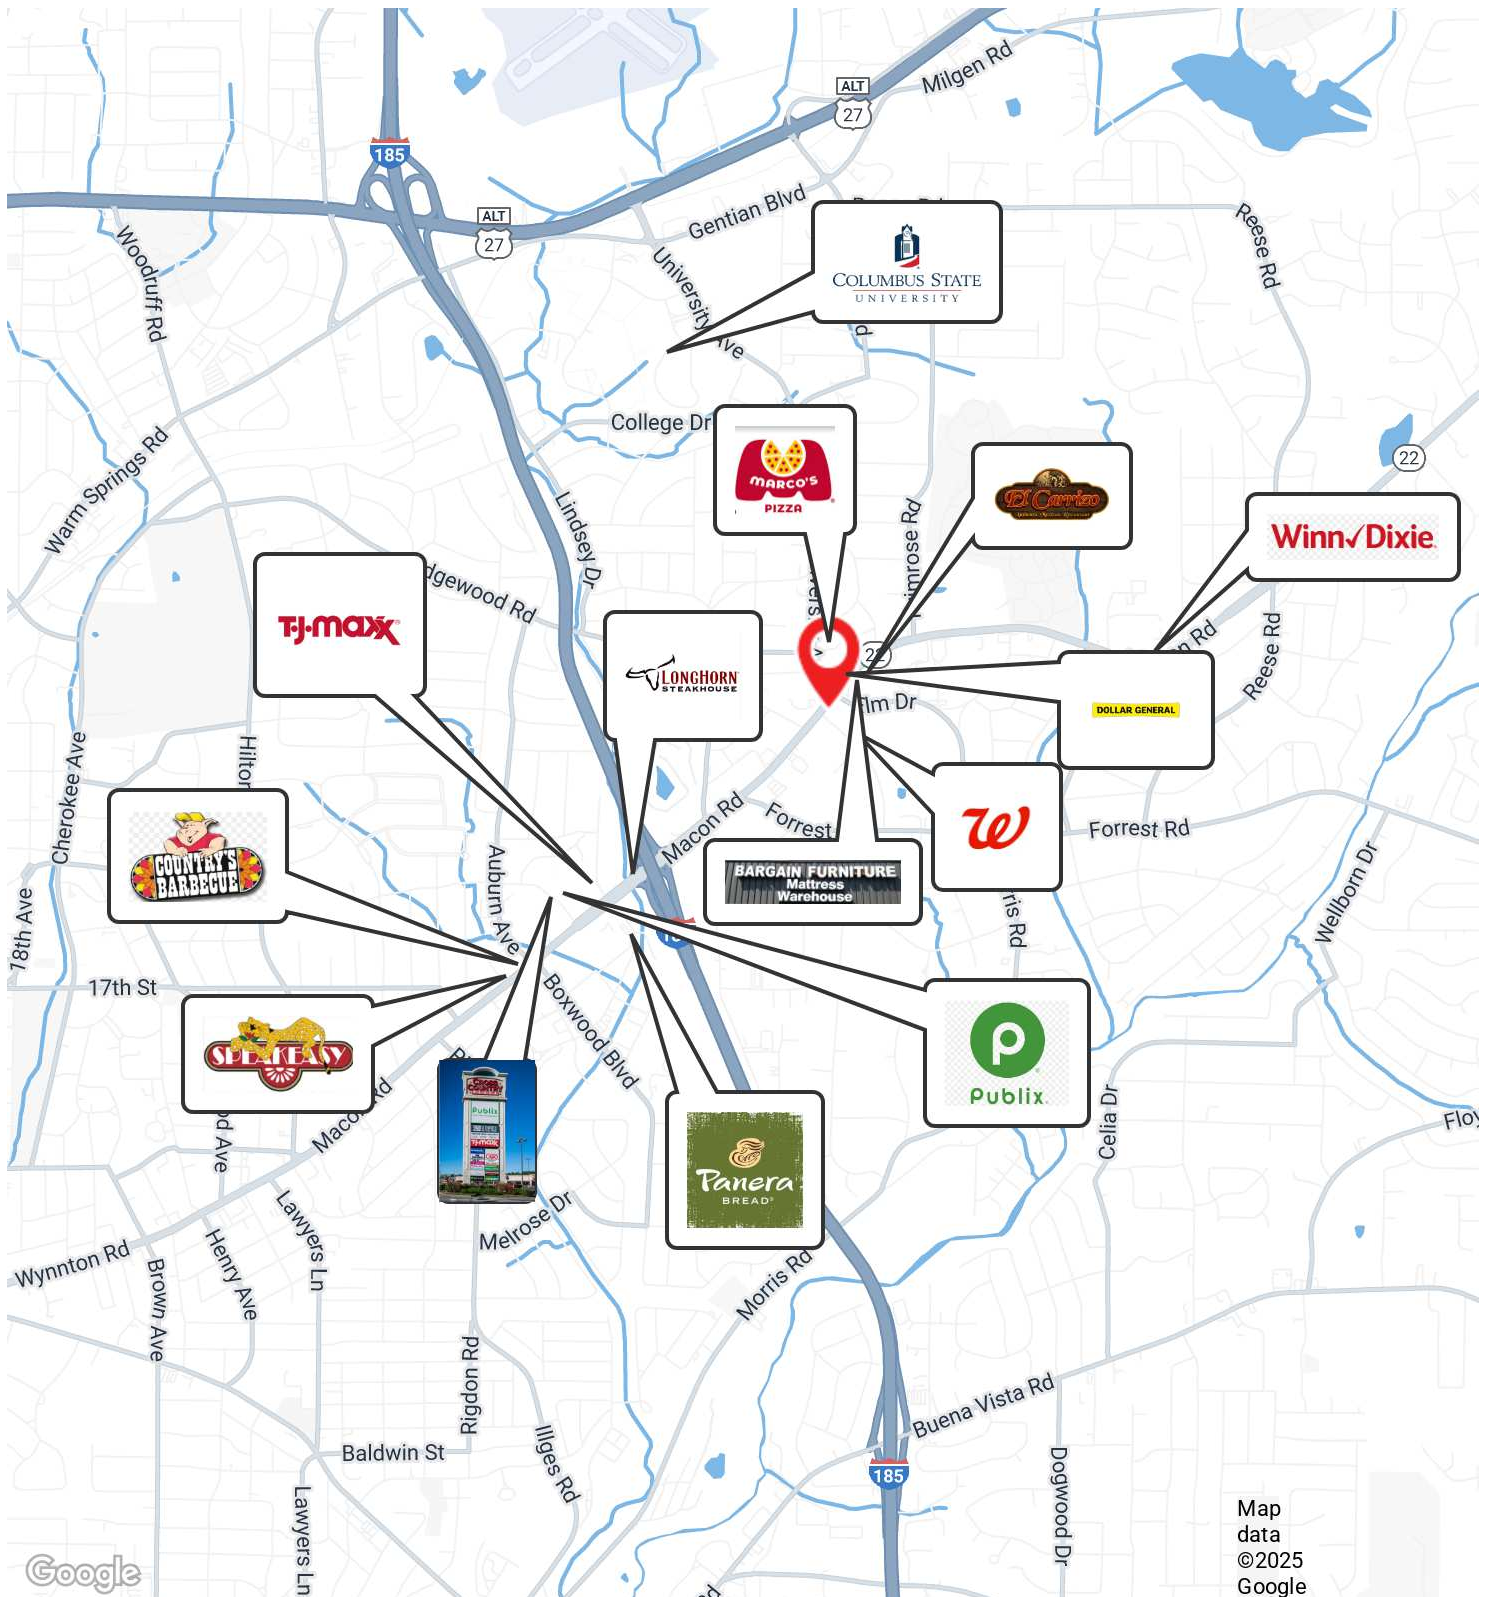 Milgen Rd
ALT
27
185
ALT
27
Gentian Blvd
Reese Rd
Woodruff Rd
University Ave
COLUMBUS STATE
UNIVERSITY
College Dr
MARCO'S
PIZZA
22
Warm Springs Rd
Lindsey Dr
El Carrizo
Winn Dixie
T.J.maxx
LONGHORN
STEAKHOUSE
22
Elm Dr
Reese Rd
DOLLAR GENERAL
Cherokee Ave
Macon Rd
Forrest
Forrest Rd
COUNTRY'S
BARBECUE
Auburn Ave
BARGAIN FURNITURE
Mattress
Warehouse
W
Wellborn Dr
18th Ave
17th St
Boxwood Blvd
SPEAKEASY
CROSS
COUNTRY
Publix
T.J.maxx
P
Publix
Macon Rd
Panera
BREAD
Celia Dr
Lawyers Ln
Melrose Dr
Wynnton Rd
Henry Ave
Brown Ave
Morris Rd
Rigdon Rd
Buena Vista Rd
Baldwin St
Illges Rd
185
Dogwood Dr
Lawyers Ln
Map
data
©2025
Google
Google